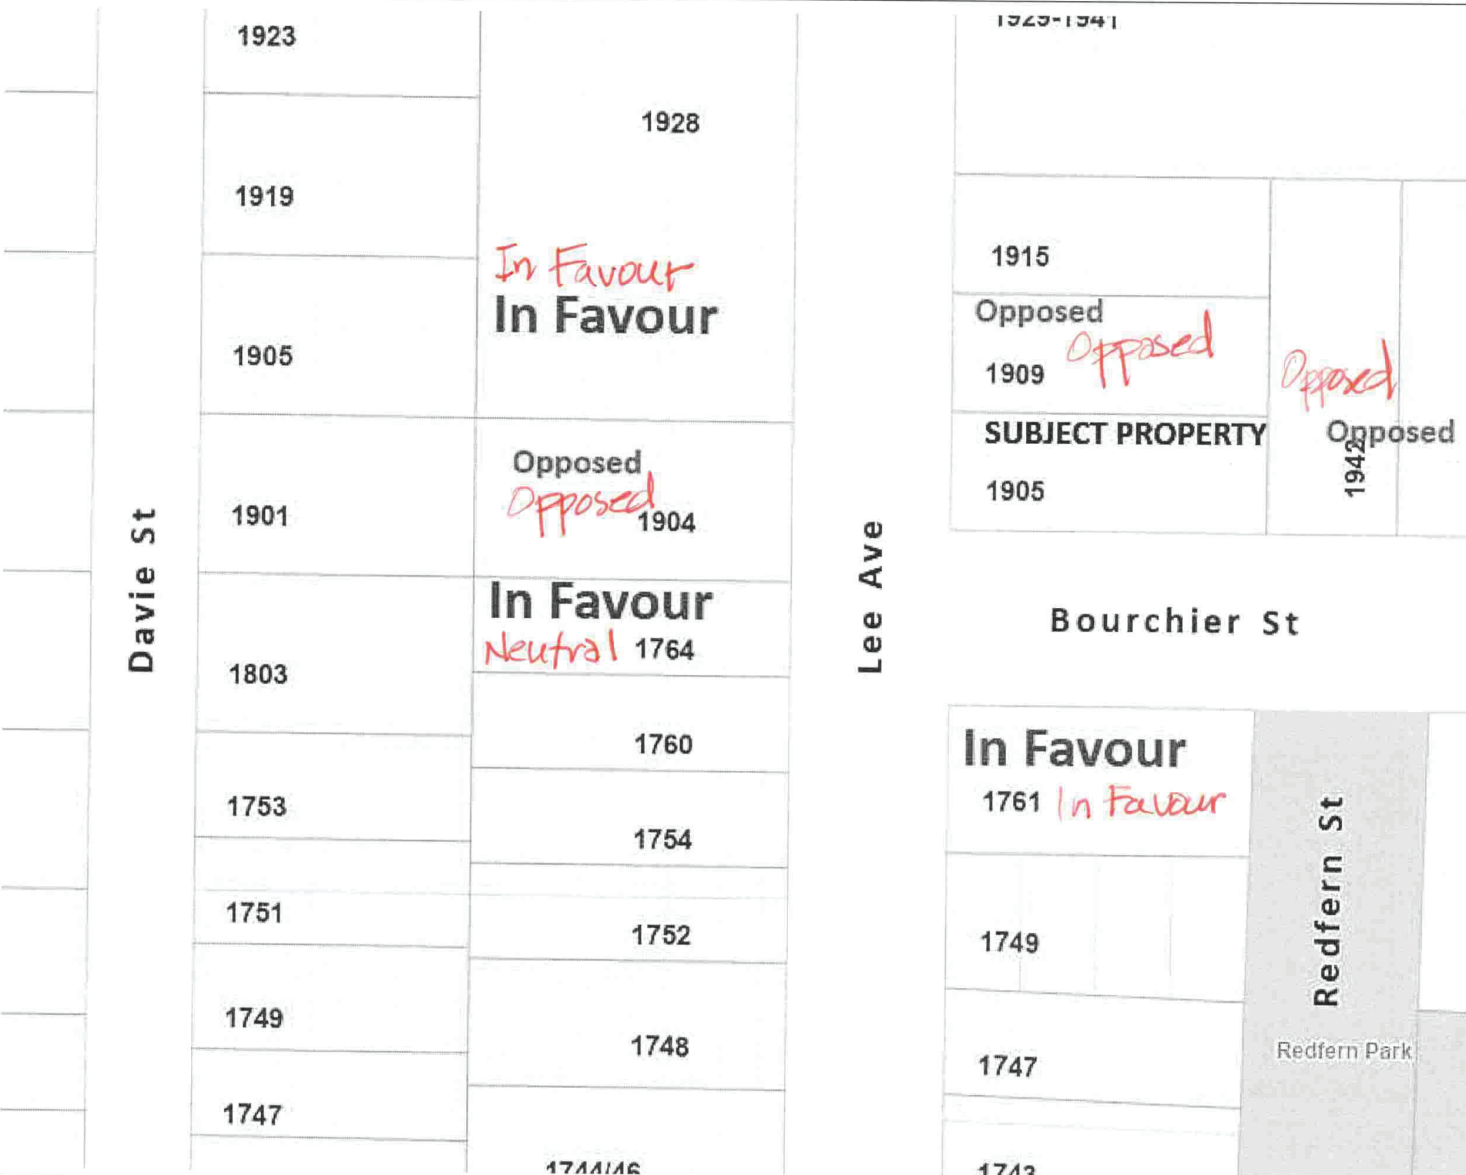 1923
1929-1941
1928
1919
In Favour
In Favour
1915
Opposed
Opposed
1905
1909
Opposed
SUBJECT PROPERTY
Opposed
1942
1905
Opposed
Opposed
1901
1904
Davie St
Lee Ave
In Favour
Neutral 1764
Bourchier St
1803
1760
In Favour
1761 In Favour
1753
1754
Redfern St
1751
1752
1749
1749
1748
Redfern Park
1747
1747
1744/46
1743